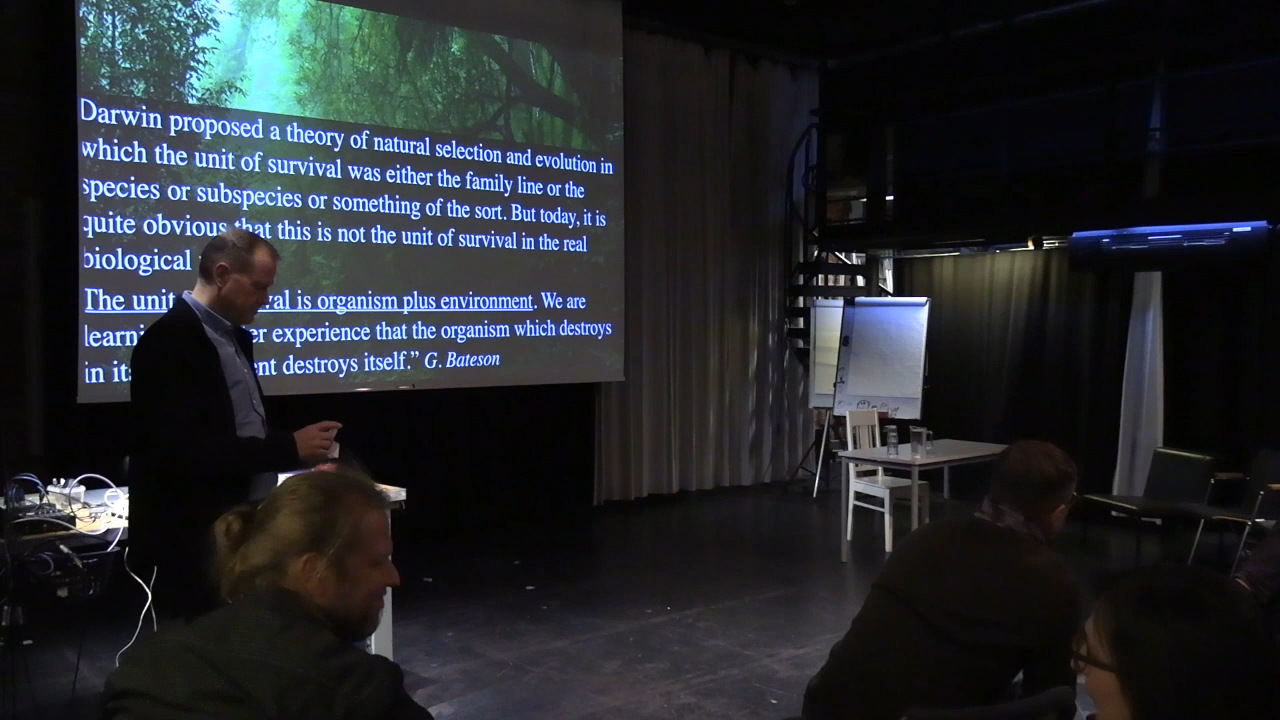 Darwin proposed a theory of natural selection and evolution in
which the unit of survival was either the family line or the
species or subspecies or something of the sort. But today, it is
quite obvious that this is not the unit of survival in the real
biological
The unit val is organism plus environment. We are
learni er experience that the organism which destroys
in its ent destroys itself.” G. Bateson